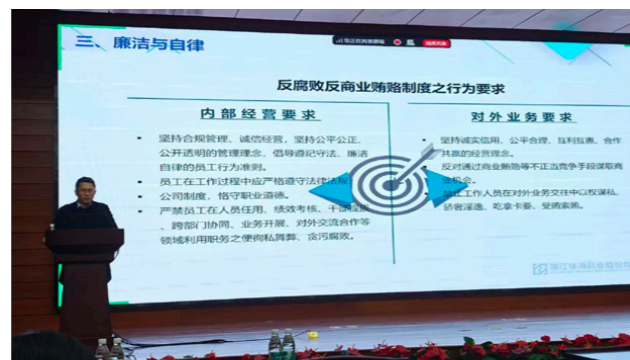 三、廉洁与自律
反腐败反商业贿赂制度之行为要求
内部经营要求
• 坚持合规管理、诚信经营，坚持公平公正、
公开透明的管理理念，倡导遵纪守法、廉洁
自律的员工行为准则。
• 员工在工作过程中应严格遵守法律法规
• 公司制度，恪守职业道德。
• 严禁员工在人员任用、绩效考核、干部
、跨部门协同、业务开展、对外交流合作等
领域利用职务之便徇私舞弊、贪污腐败。
对外业务要求
坚持诚实信用、公平合理、互利互惠、合作
共赢的经营理念。
反对通过商业贿赂等不正当竞争手段谋取商
业机会。
止工作人员在对外业务交往中以权谋私、
骄奢淫逸、吃拿卡要、受贿索贿。